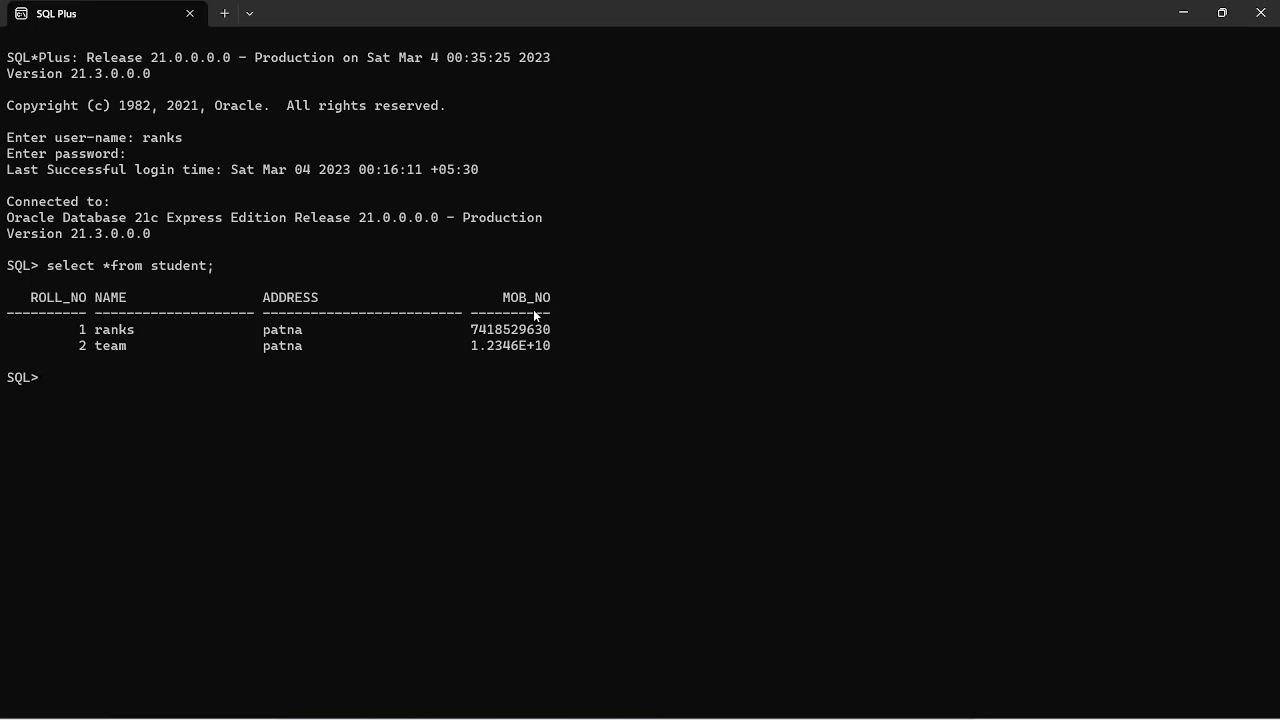 SQL Plus
SQL*Plus: Release 21.0.0.0.0 - Production on Sat Mar 4 00:35:25 2023
Version 21.3.0.0.0
Copyright (c) 1982, 2021, Oracle.  All rights reserved.
Enter user-name: ranks
Enter password:
Last Successful login time: Sat Mar 04 2023 00:16:11 +05:30
Connected to:
Oracle Database 21c Express Edition Release 21.0.0.0.0 - Production
Version 21.3.0.0.0
SQL> select *from student;
   ROLL_NO NAME                 ADDRESS                       MOB_NO
---------- -------------------- ------------------------- ----------
         1 ranks                patna                     7418529630
         2 team                 patna                     1.2346E+10
SQL>